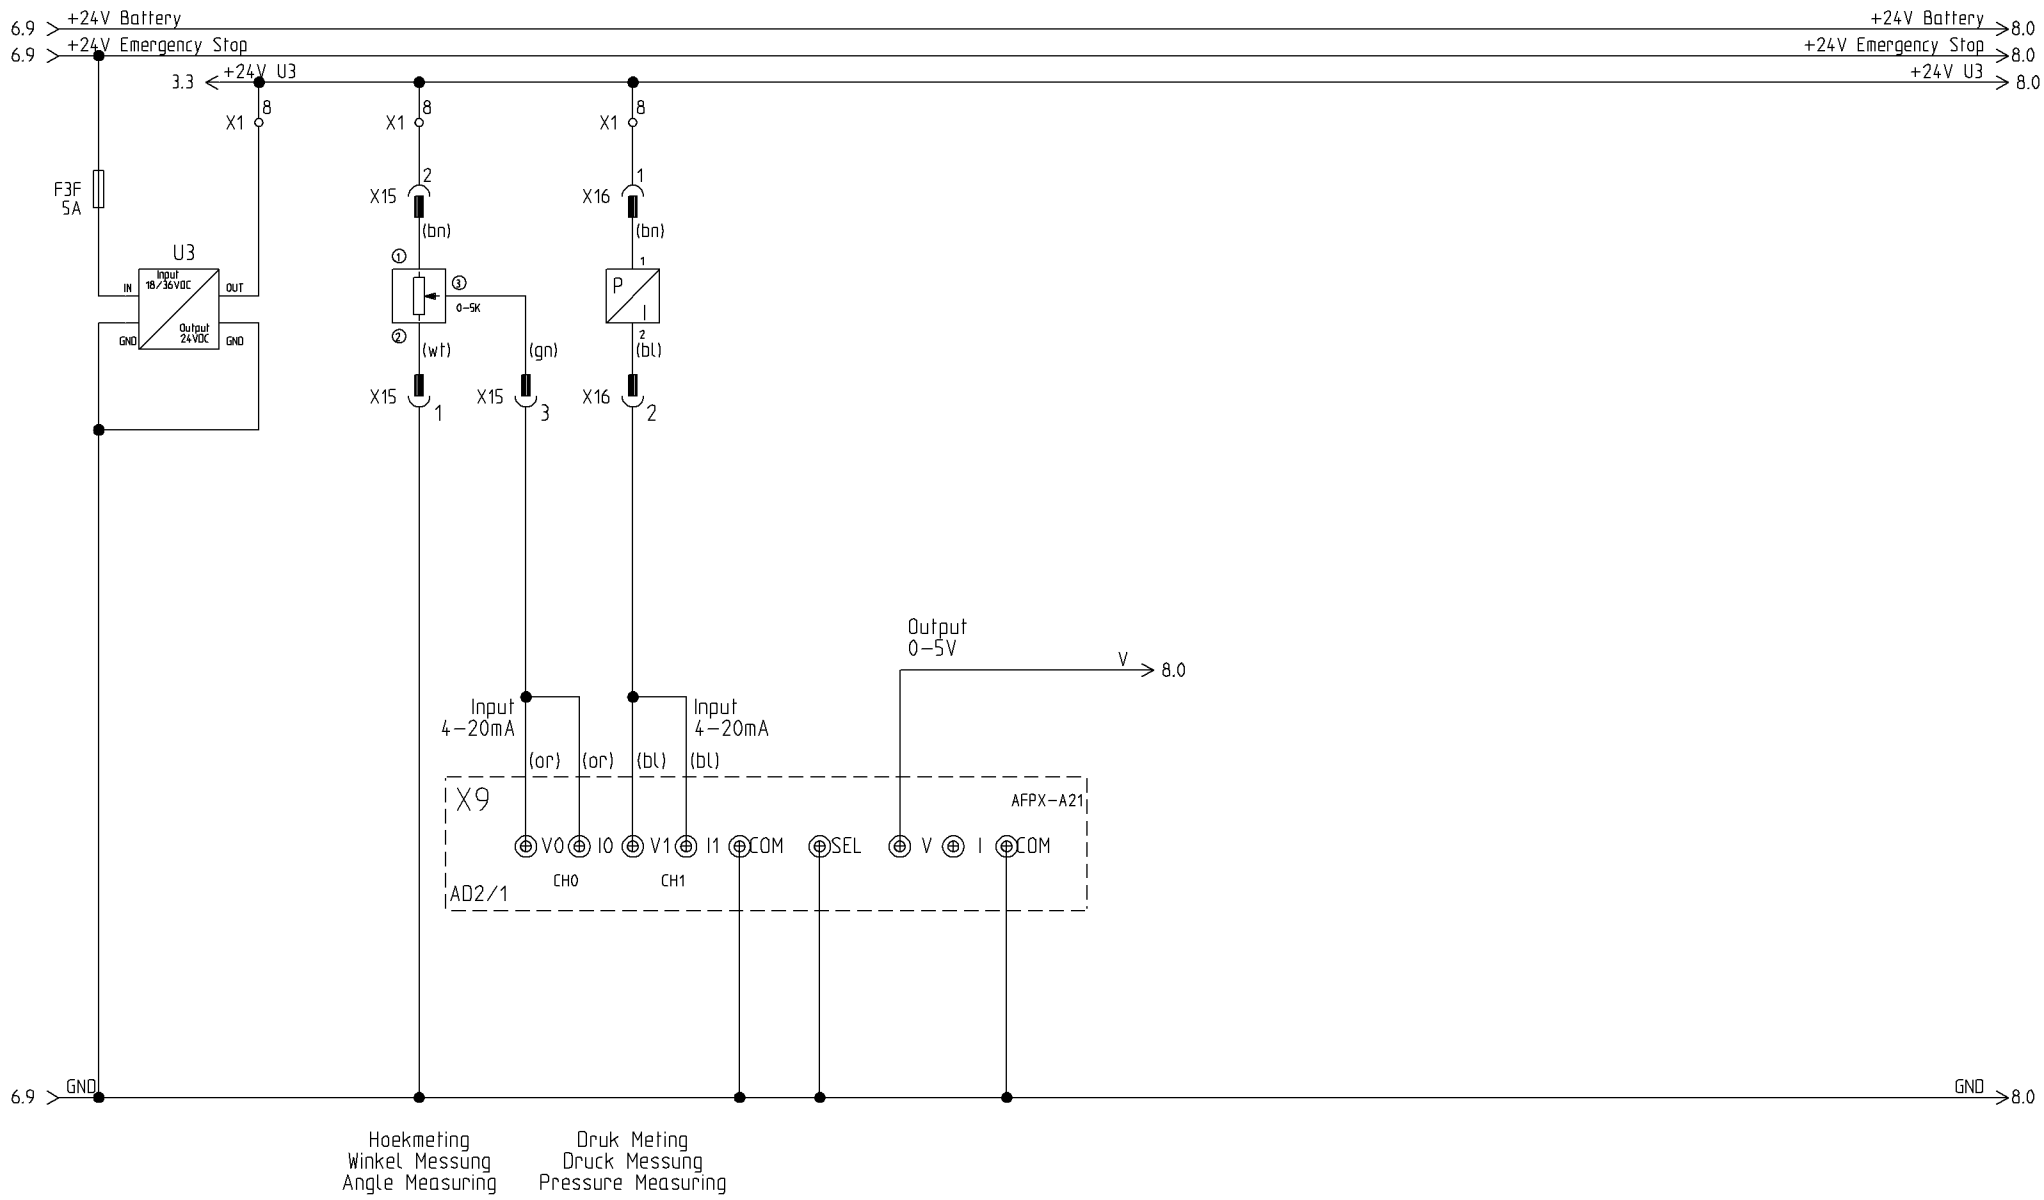 6.9 +24V Battery +24V Battery 8.0
6.9 +24V Emergency Stop +24V Emergency Stop 8.0
3.3 +24V U3 +24V U3 8.0
8 8 8
X1 X1 X1
2 1
F3F X15 X16
5A
(bn) (bn)
U3
1 1
Input
18/36VDC
IN OUT
3
0-5K
P
I
Output
24VDC
GND GND
2 2
(wt) (gn) (bl)
X15 X15 X16
1 3 2
Output
0-5V
V 8.0
Input Input
4-20mA 4-20mA
(or) (or) (bl) (bl)
X9 AFPX-A21
V0 I0 V1 I1 COM SEL V I COM
CH0 CH1
AD2/1
6.9 GND GND 8.0
Hoekmeting Druk Meting
Winkel Messung Druck Messung
Angle Measuring Pressure Measuring